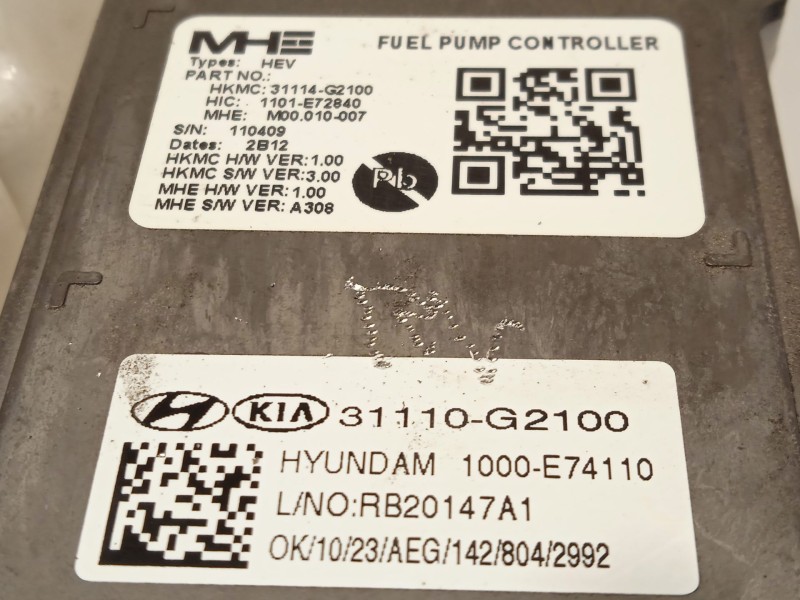 MHE FUEL PUMP CONTROLLER
Types: HEV
PART NO.:
HKMC: 31114-G2100
HIC: 1101-E72840
MHE: M00.010-007
S/N: 110409
Dates: 2B12
HKMC H/W VER: 1.00
HKMC S/W VER: 3.00
MHE H/W VER: 1.00
MHE S/W VER: A308
Pb
KIA 31110-G2100
HYUNDAM 1000-E74110
L/NO:RB20147A1
OK/10/23/AEG/142/804/2992